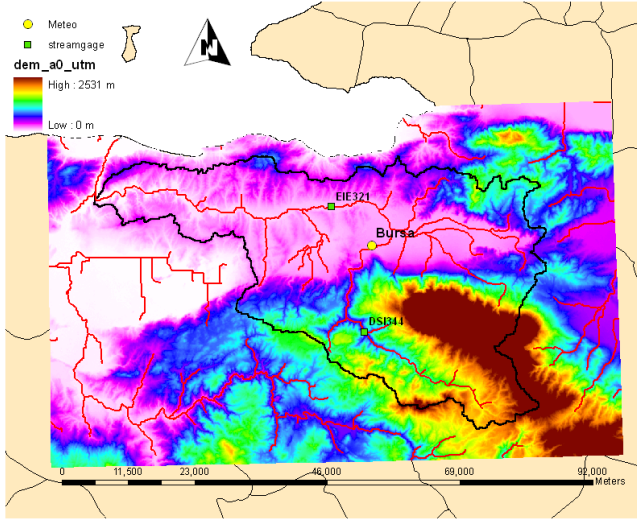 Meteo
streamgage
dem_a0_utm
High : 2531 m
Low : 0 m
N
EIE321
Bursa
DSI344
0 11,500 23,000 46,000 69,000 92,000
Meters